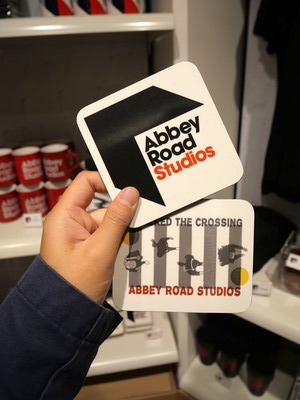 Abbey
Road
Studios
THE CROSSING
ABBEY ROAD STUDIOS